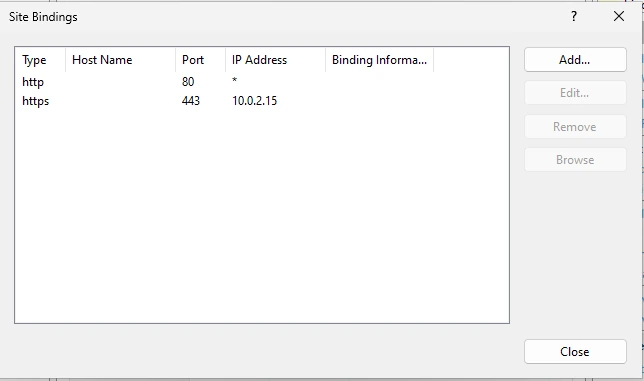 Site Bindings
?
Type Host Name Port IP Address Binding Informa...
http 80 *
https 443 10.0.2.15
Add...
Edit...
Remove
Browse
Close